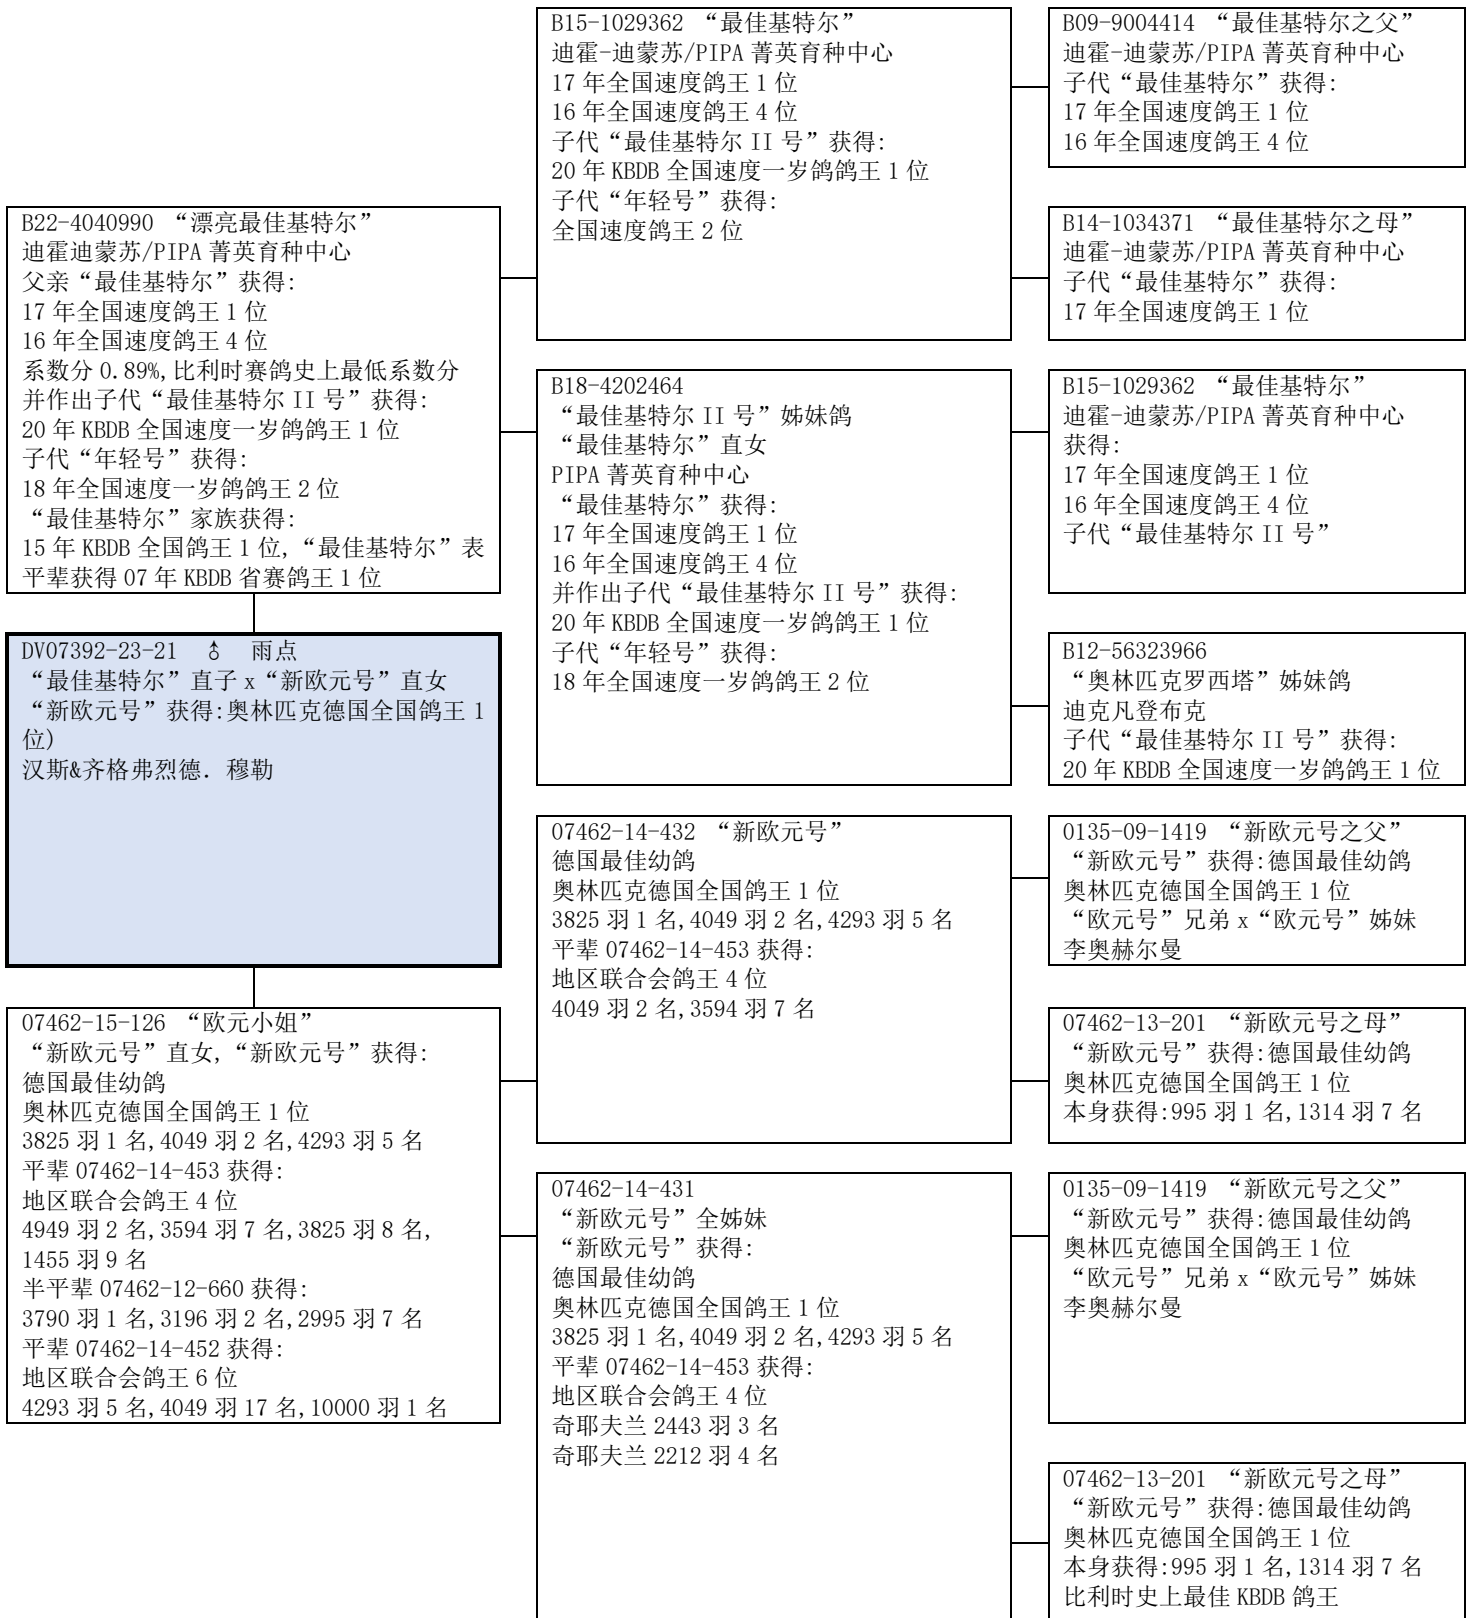 B22-4040990 “漂亮最佳基特尔”
迪霍迪蒙苏/PIPA 菁英育种中心
父亲“最佳基特尔”获得:
17 年全国速度鸽王 1 位
16 年全国速度鸽王 4 位
系数分 0.89%,比利时赛鸽史上最低系数分
并作出子代“最佳基特尔 II 号”获得:
20 年 KBDB 全国速度一岁鸽鸽王 1 位
子代“年轻号”获得:
18 年全国速度一岁鸽鸽王 2 位
“最佳基特尔”家族获得:
15 年 KBDB 全国鸽王 1 位,“最佳基特尔”表
平辈获得 07 年 KBDB 省赛鸽王 1 位
DV07392-23-21 ♂ 雨点
“最佳基特尔”直子 x“新欧元号”直女
“新欧元号”获得:奥林匹克德国全国鸽王 1
位)
汉斯&齐格弗烈德. 穆勒
07462-15-126 “欧元小姐”
“新欧元号”直女,“新欧元号”获得:
德国最佳幼鸽
奥林匹克德国全国鸽王 1 位
3825 羽 1 名,4049 羽 2 名,4293 羽 5 名
平辈 07462-14-453 获得:
地区联合会鸽王 4 位
4949 羽 2 名,3594 羽 7 名,3825 羽 8 名,
1455 羽 9 名
半平辈 07462-12-660 获得:
3790 羽 1 名,3196 羽 2 名,2995 羽 7 名
平辈 07462-14-452 获得:
地区联合会鸽王 6 位
4293 羽 5 名,4049 羽 17 名,10000 羽 1 名
B15-1029362 “最佳基特尔”
迪霍-迪蒙苏/PIPA 菁英育种中心
17 年全国速度鸽王 1 位
16 年全国速度鸽王 4 位
子代“最佳基特尔 II 号”获得:
20 年 KBDB 全国速度一岁鸽鸽王 1 位
子代“年轻号”获得:
全国速度鸽王 2 位
B18-4202464
“最佳基特尔 II 号”姊妹鸽
“最佳基特尔”直女
PIPA 菁英育种中心
“最佳基特尔”获得:
17 年全国速度鸽王 1 位
16 年全国速度鸽王 4 位
并作出子代“最佳基特尔 II 号”获得:
20 年 KBDB 全国速度一岁鸽鸽王 1 位
子代“年轻号”获得:
18 年全国速度一岁鸽鸽王 2 位
07462-14-432 “新欧元号”
德国最佳幼鸽
奥林匹克德国全国鸽王 1 位
3825 羽 1 名,4049 羽 2 名,4293 羽 5 名
平辈 07462-14-453 获得:
地区联合会鸽王 4 位
4049 羽 2 名,3594 羽 7 名
07462-14-431
“新欧元号”全姊妹
“新欧元号”获得:
德国最佳幼鸽
奥林匹克德国全国鸽王 1 位
3825 羽 1 名,4049 羽 2 名,4293 羽 5 名
平辈 07462-14-453 获得:
地区联合会鸽王 4 位
奇耶夫兰 2443 羽 3 名
奇耶夫兰 2212 羽 4 名
B09-9004414 “最佳基特尔之父”
迪霍-迪蒙苏/PIPA 菁英育种中心
子代“最佳基特尔”获得:
17 年全国速度鸽王 1 位
16 年全国速度鸽王 4 位
B14-1034371 “最佳基特尔之母”
迪霍-迪蒙苏/PIPA 菁英育种中心
子代“最佳基特尔”获得:
17 年全国速度鸽王 1 位
B15-1029362 “最佳基特尔”
迪霍-迪蒙苏/PIPA 菁英育种中心
获得:
17 年全国速度鸽王 1 位
16 年全国速度鸽王 4 位
子代“最佳基特尔 II 号”
B12-56323966
“奥林匹克罗西塔”姊妹鸽
迪克凡登布克
子代“最佳基特尔 II 号”获得:
20 年 KBDB 全国速度一岁鸽鸽王 1 位
0135-09-1419 “新欧元号之父”
“新欧元号”获得:德国最佳幼鸽
奥林匹克德国全国鸽王 1 位
“欧元号”兄弟 x“欧元号”姊妹
李奥赫尔曼
07462-13-201 “新欧元号之母”
“新欧元号”获得:德国最佳幼鸽
奥林匹克德国全国鸽王 1 位
本身获得:995 羽 1 名,1314 羽 7 名
0135-09-1419 “新欧元号之父”
“新欧元号”获得:德国最佳幼鸽
奥林匹克德国全国鸽王 1 位
“欧元号”兄弟 x“欧元号”姊妹
李奥赫尔曼
07462-13-201 “新欧元号之母”
“新欧元号”获得:德国最佳幼鸽
奥林匹克德国全国鸽王 1 位
本身获得:995 羽 1 名,1314 羽 7 名
比利时史上最佳 KBDB 鸽王